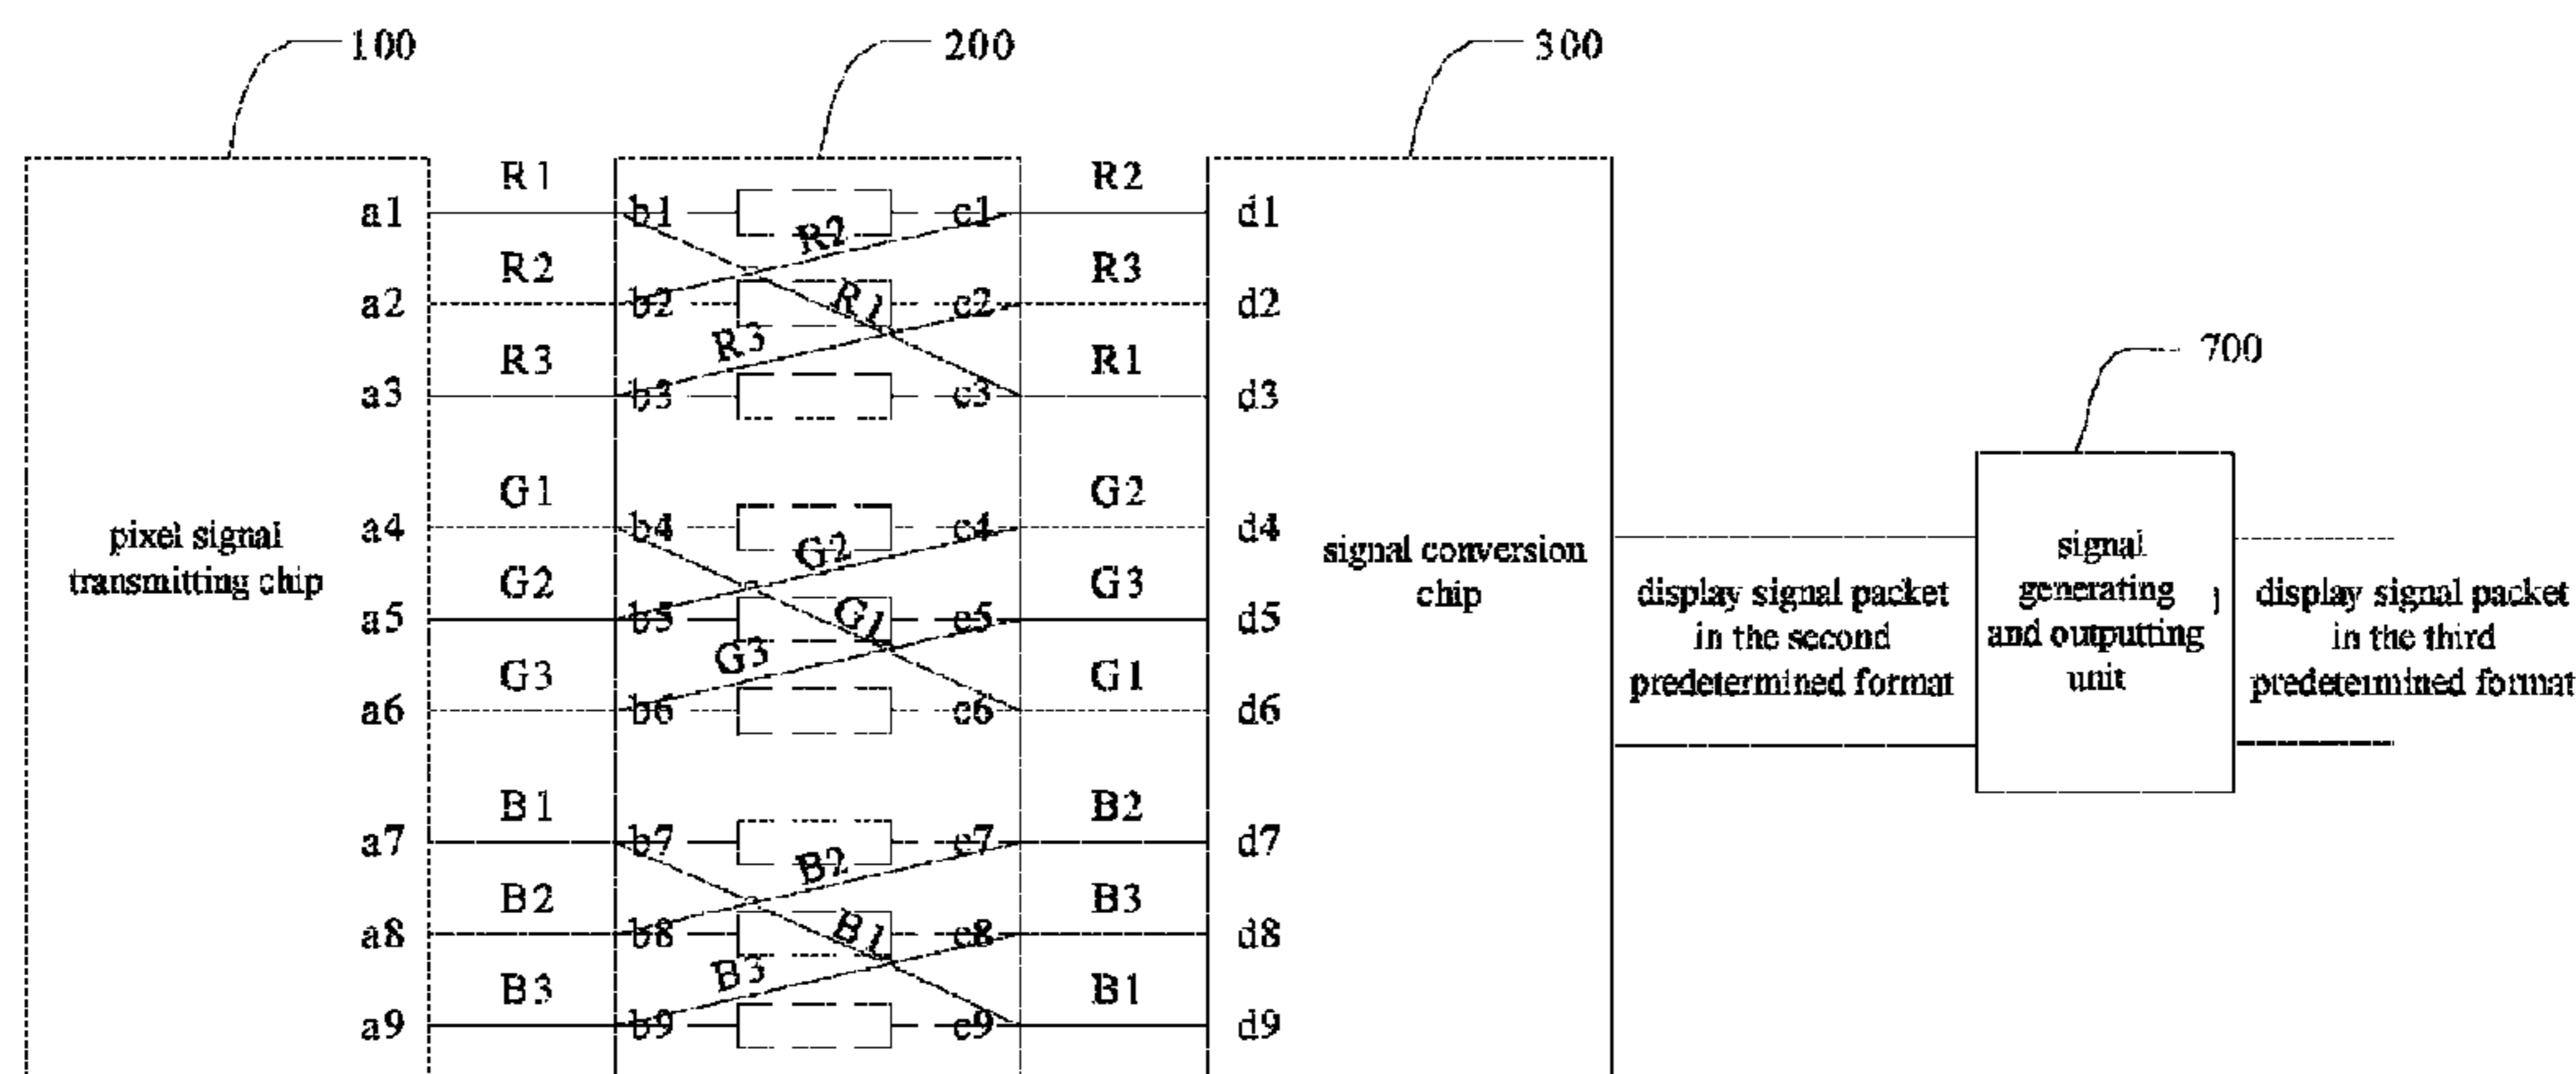 100
200
300
R1
R2
a1
b1
c1
d1
R2
R2
R3
a2
b2
R1
c2
d2
R3
R3
R1
a3
b3
c3
d3
700
G1
G2
a4
b4
c4
d4
G2
G2
G3
a5
b5
G1
c5
d5
G3
G3
G1
a6
b6
c6
d6
pixel signal
transmitting chip
signal conversion
chip
display signal packet
in the second
predetermined format
signal
generating
and outputting
unit
display signal packet
in the third
predetermined format
B1
B2
a7
b7
c7
d7
B2
B2
B3
a8
b8
B1
c8
d8
B3
B3
B1
a9
b9
c9
d9